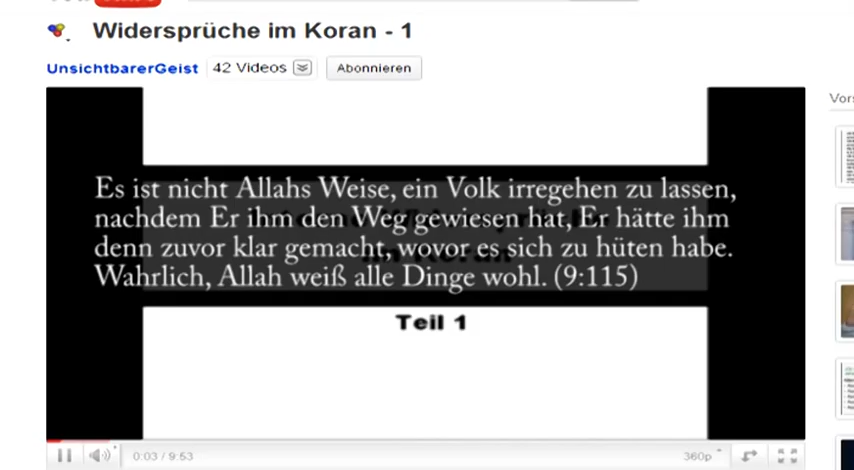 Widersprüche im Koran - 1
UnsichtbarerGeist 42 Videos Abonnieren
Es ist nicht Allahs Weise, ein Volk irregehen zu lassen,
nachdem Er ihm den Weg gewiesen hat, Er hätte ihm
denn zuvor klar gemacht, wovor es sich zu hüten habe.
Wahrlich, Allah weiß alle Dinge wohl. (9:115)
Teil 1
0:03 / 9:53 360p